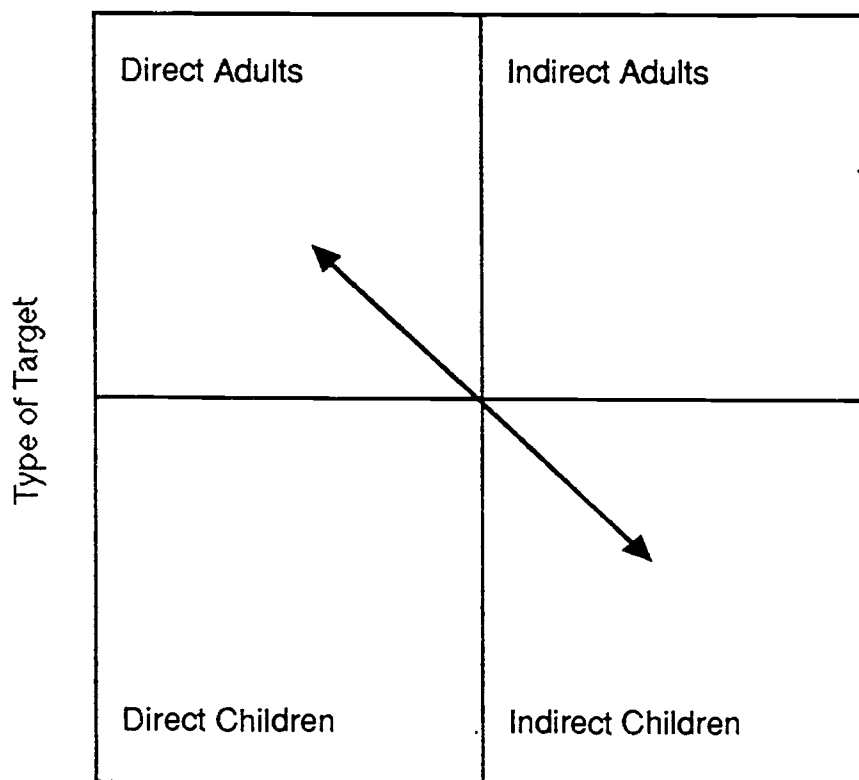 Direct Adults
Indirect Adults
Type of Target
Direct Children
Indirect Children